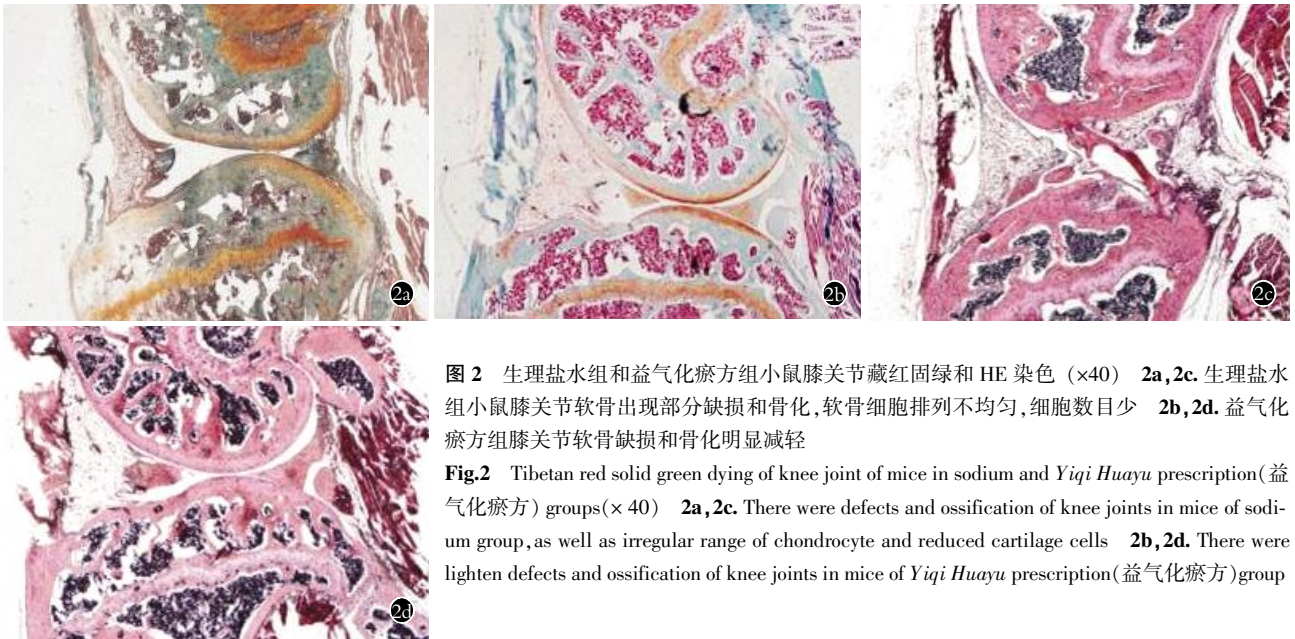 2a
2b
2c
2d
图 2 生理盐水组和益气化瘀方组小鼠膝关节藏红固绿和 HE 染色 (×40) 2a,2c. 生理盐水
组小鼠膝关节软骨出现部分缺损和骨化,软骨细胞排列不均匀,细胞数目少 2b,2d. 益气化
瘀方组膝关节软骨缺损和骨化明显减轻
Fig.2 Tibetan red solid green dying of knee joint of mice in sodium and Yiqi Huayu prescription(益
气化瘀方) groups(× 40) 2a,2c. There were defects and ossification of knee joints in mice of sodi-
um group,as well as irregular range of chondrocyte and reduced cartilage cells 2b,2d. There were
lighten defects and ossification of knee joints in mice of Yiqi Huayu prescription(益气化瘀方)group